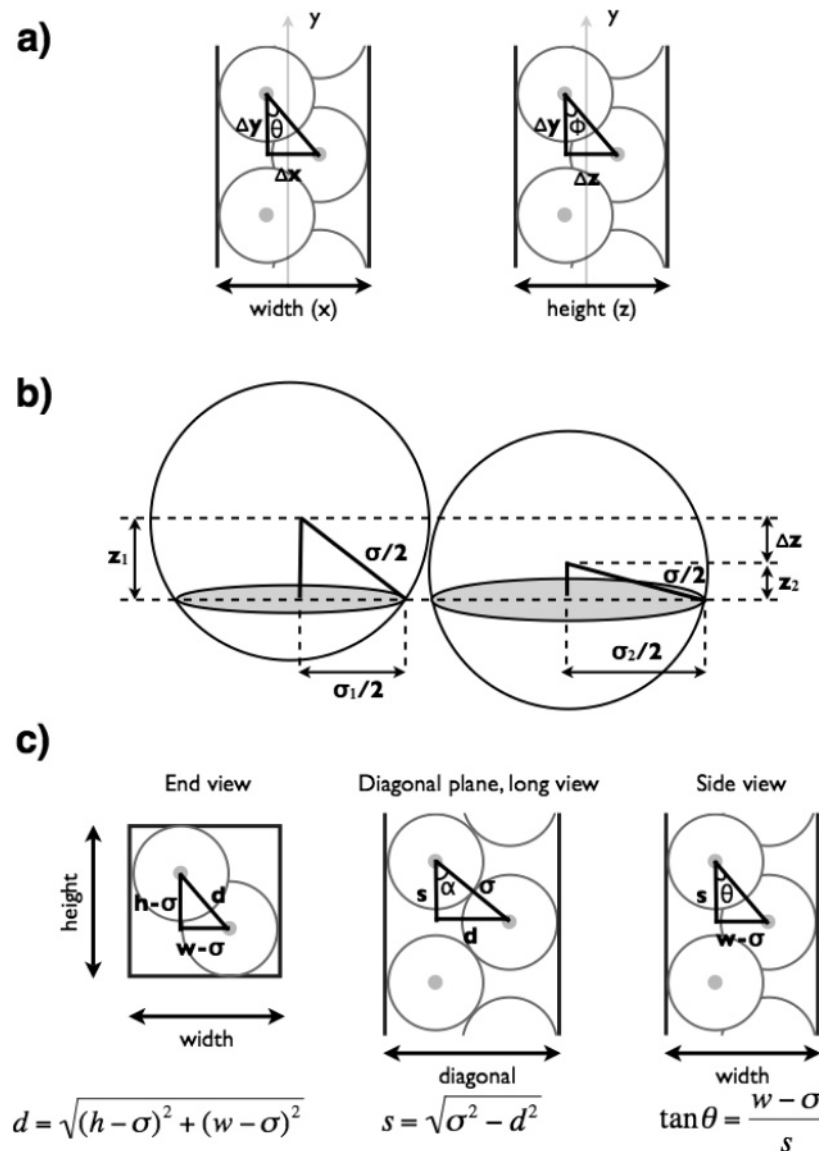 a)
y
y
Δy
θ
Δx
Δy
Φ
Δz
width (x)
height (z)
b)
z₁
σ/2
σ₁/2
σ/2
σ₂/2
Δz
z₂
c)
End view
Diagonal plane, long view
Side view
height
h-σ
d
w-σ
s
α
σ
d
s
θ
w-σ
width
diagonal
width
d = √((h − σ)² + (w − σ)²)
s = √(σ² − d²)
tan θ = (w − σ)/s